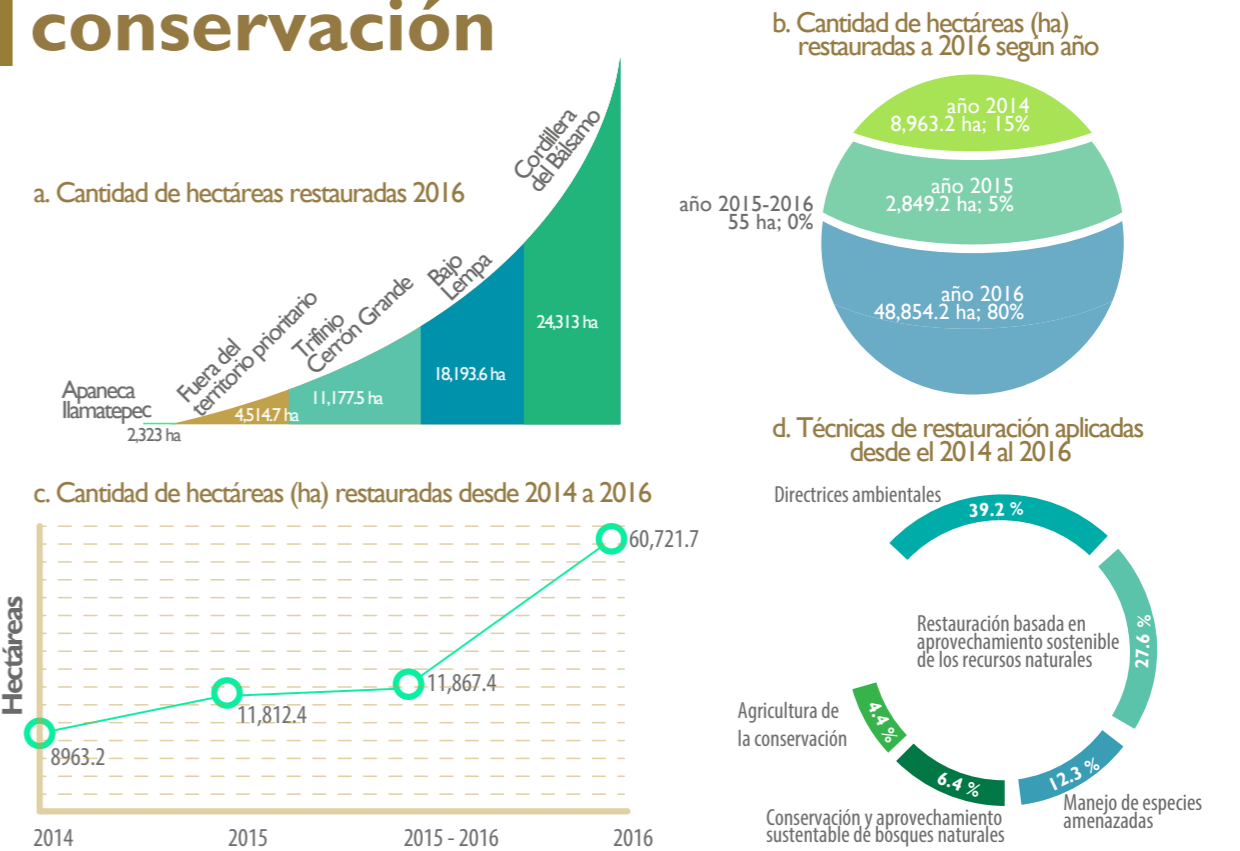 conservación
a. Cantidad de hectáreas restauradas 2016
Apaneca
Ilamatepec
2,323 ha
Fuera del
territorio prioritario
4,514.7 ha
Trifinio
Cerrón Grande
11,177.5 ha
Bajo
Lempa
18,193.6 ha
Cordillera
del Bálsamo
24,313 ha
b. Cantidad de hectáreas (ha)
restauradas a 2016 según año
año 2014
8,963.2 ha; 15%
año 2015
2,849.2 ha; 5%
año 2015-2016
55 ha; 0%
año 2016
48,854.2 ha; 80%
c. Cantidad de hectáreas (ha) restauradas desde 2014 a 2016
Hectáreas
8963.2
11,812.4
11,867.4
60,721.7
2014
2015
2015 - 2016
2016
d. Técnicas de restauración aplicadas
desde el 2014 al 2016
Directrices ambientales
39.2 %
Restauración basada en
aprovechamiento sostenible
de los recursos naturales
27.6 %
Agricultura de
la conservación
4.4 %
6.4 %
Conservación y aprovechamiento
sustentable de bosques naturales
12.3 %
Manejo de especies
amenazadas